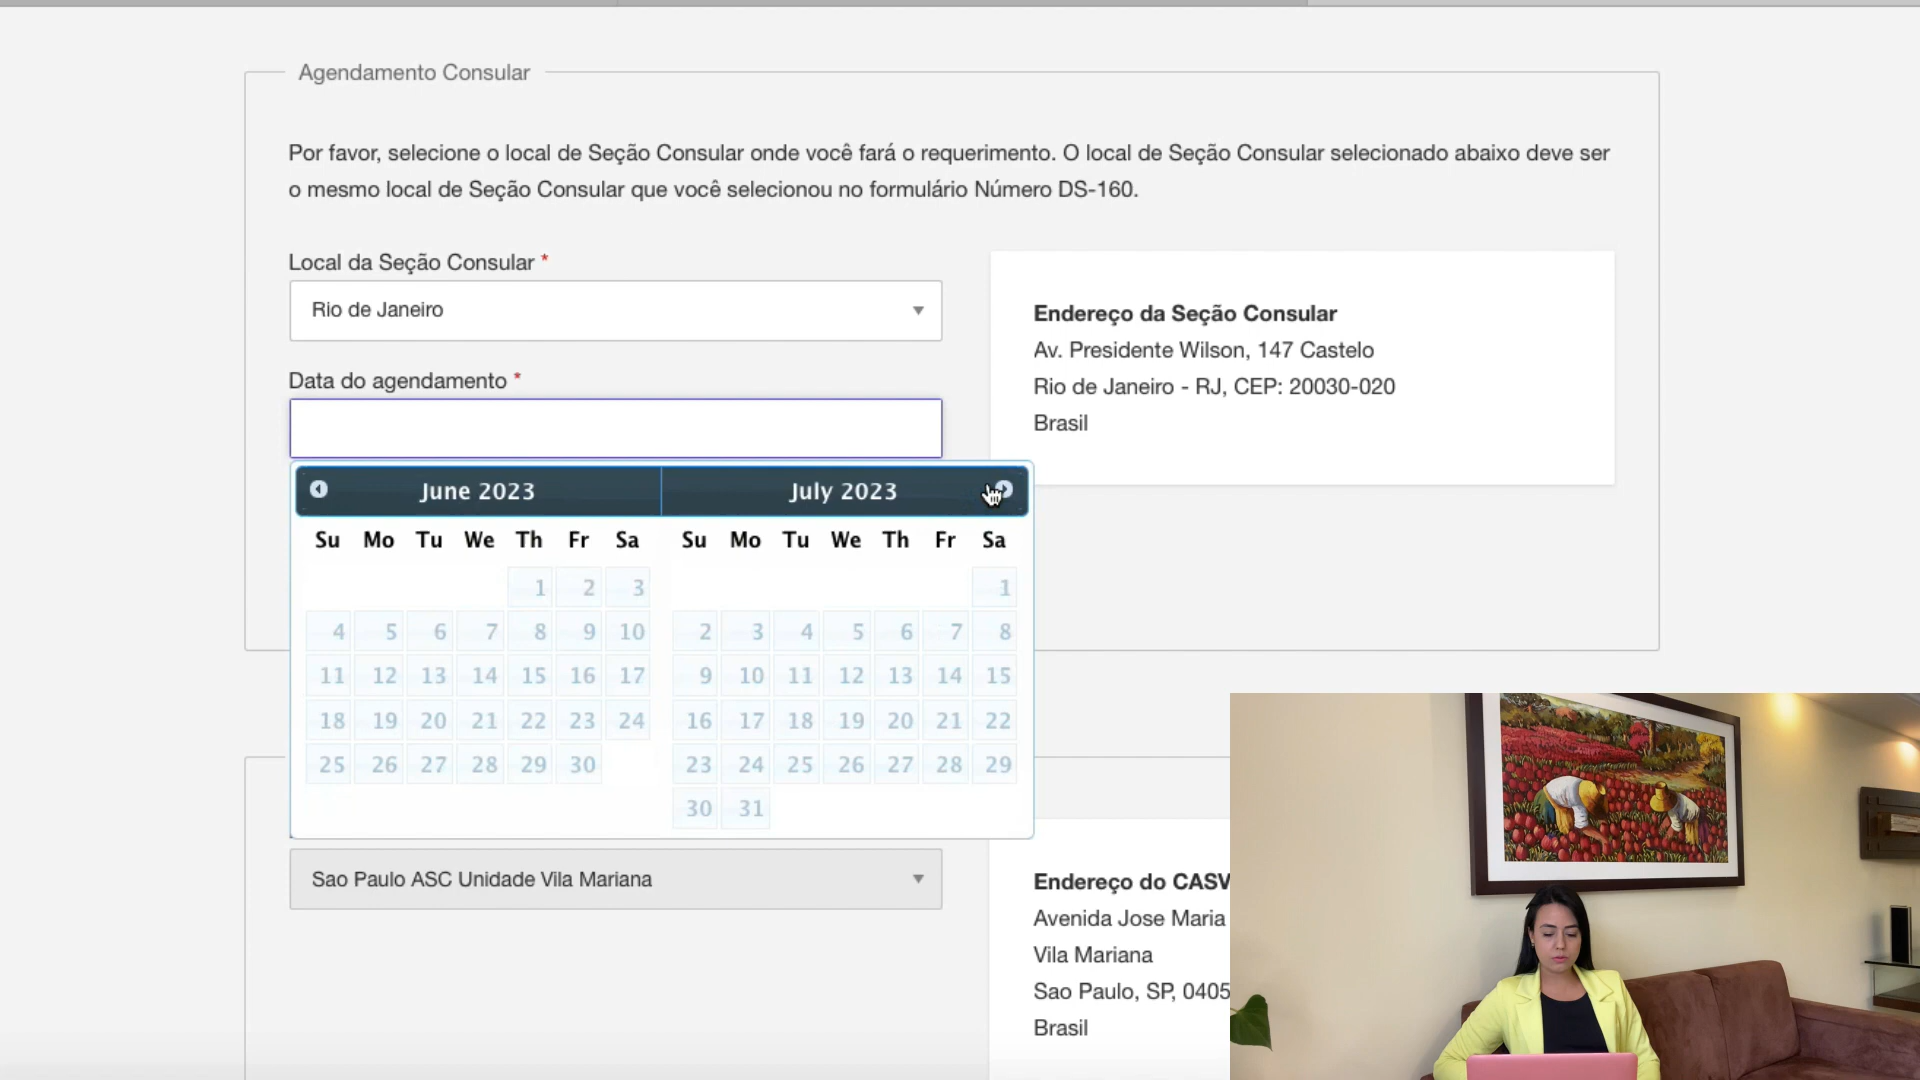 Agendamento Consular
Por favor, selecione o local de Seção Consular onde você fará o requerimento. O local de Seção Consular selecionado abaixo deve ser
o mesmo local de Seção Consular que você selecionou no formulário Número DS-160.
Local da Seção Consular *
Rio de Janeiro
Data do agendamento *
Endereço da Seção Consular
Av. Presidente Wilson, 147 Castelo
Rio de Janeiro - RJ, CEP: 20030-020
Brasil
June 2023
Su Mo Tu We Th Fr Sa
1 2 3
4 5 6 7 8 9 10
11 12 13 14 15 16 17
18 19 20 21 22 23 24
25 26 27 28 29 30
July 2023
Su Mo Tu We Th Fr Sa
1
2 3 4 5 6 7 8
9 10 11 12 13 14 15
16 17 18 19 20 21 22
23 24 25 26 27 28 29
30 31
Sao Paulo ASC Unidade Vila Mariana
Endereço do CASV
Avenida Jose Maria
Vila Mariana
Sao Paulo, SP, 0405
Brasil